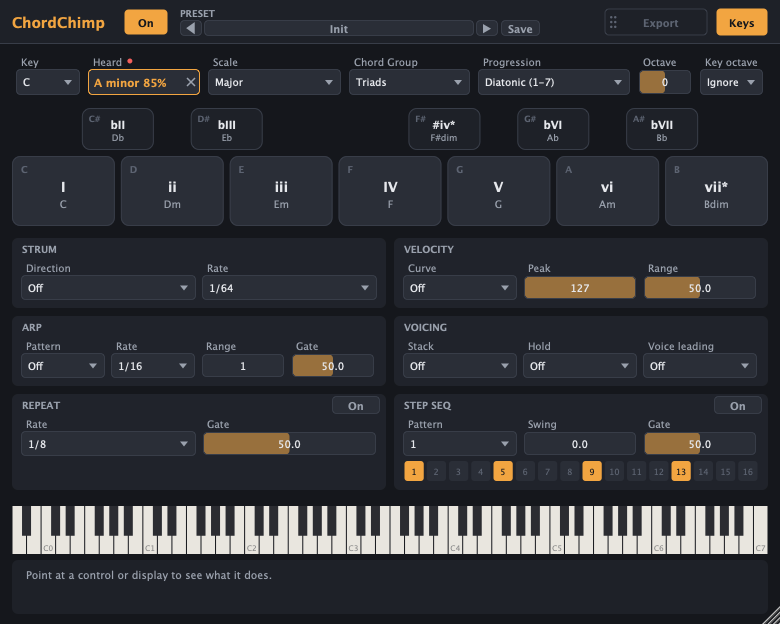 ChordChimp
On
PRESET
Init
Save
Export
Keys
Key
Heard
Scale
Chord Group
Progression
Octave
Key octave
C
A minor 85%
Major
Triads
Diatonic (1–7)
0
Ignore
C#
bII
Db
D#
bIII
Eb
F#
#iv*
F#dim
G#
bVI
Ab
A#
bVII
Bb
C
I
C
D
ii
Dm
E
iii
Em
F
IV
F
G
V
G
A
vi
Am
B
vii*
Bdim
STRUM
Direction
Rate
Off
1/64
VELOCITY
Curve
Peak
Range
Off
127
50.0
ARP
Pattern
Rate
Range
Gate
Off
1/16
1
50.0
VOICING
Stack
Hold
Voice leading
Off
Off
Off
REPEAT
On
Rate
Gate
1/8
50.0
STEP SEQ
On
Pattern
Swing
Gate
1
0.0
50.0
1 2 3 4 5 6 7 8 9 10 11 12 13 14 15 16
C0 C1 C2 C3 C4 C5 C6 C7
Point at a control or display to see what it does.